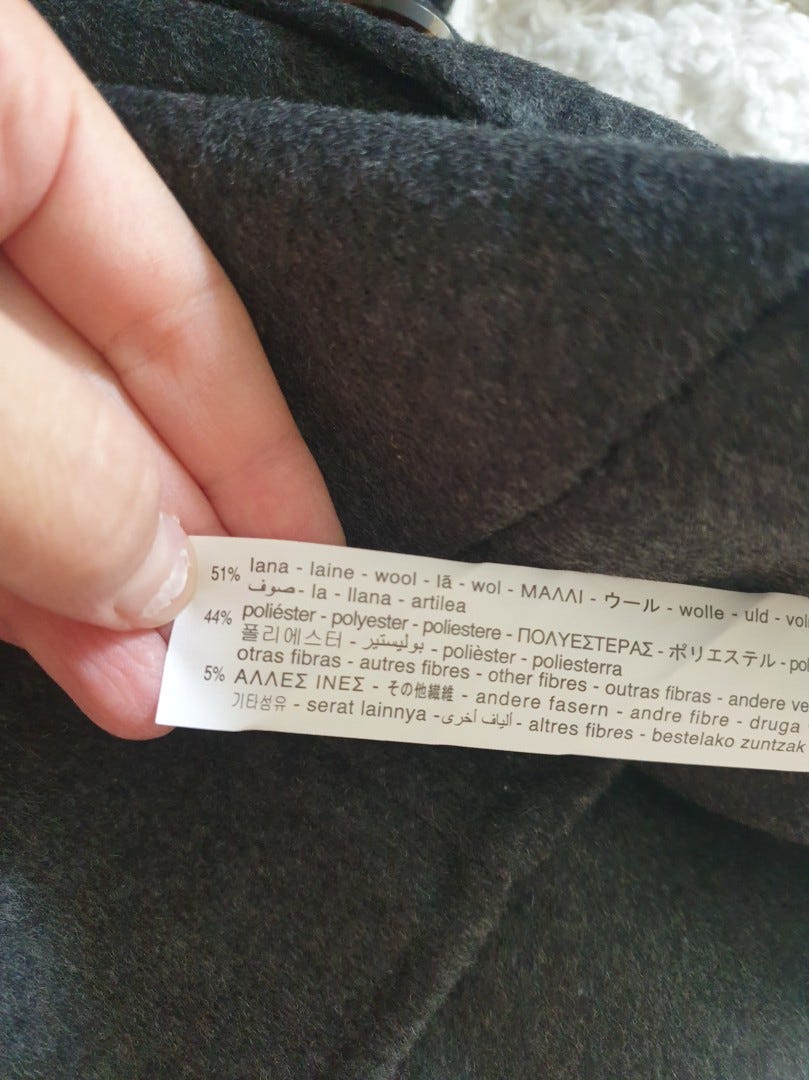 51% lana - laine - wool - lã - wol - ΜΑΛΛΙ - ウール - wolle - uld -
صوف - la - llana - artilea
44% poliéster - polyester - poliestere - ΠΟΛΥΕΣΤΕΡΑΣ - ポリエステル -
폴리에스터 - بوليستير - polièster - poliesterra
5% otras fibras - autres fibres - other fibres - outras fibras - andere
ΑΛΛΕΣ ΙΝΕΣ - その他繊維 - andere fasern - andre fibre - druga
기타섬유 - serat lainnya - ألياف أخرى - altres fibres - bestelako zuntzak